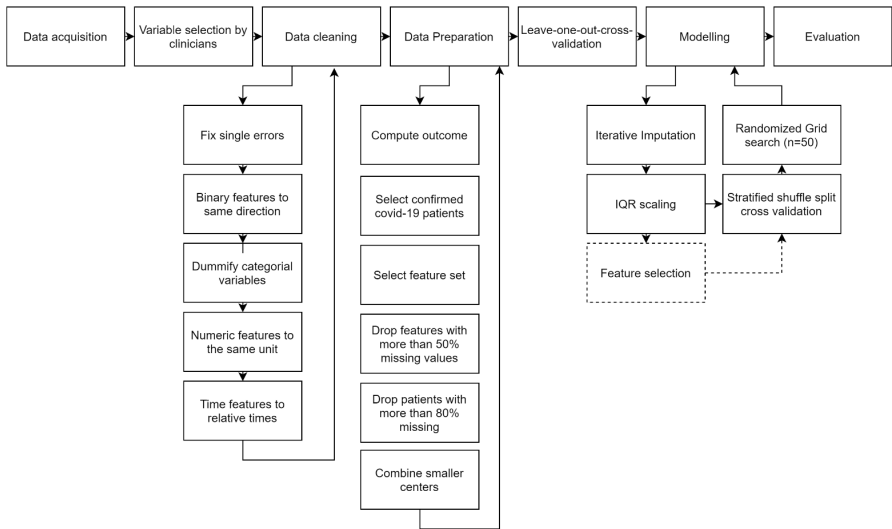 Data acquisition
Variable selection by
clinicians
Data cleaning
Data Preparation
Leave-one-out-cross-
validation
Modelling
Evaluation
Fix single errors
Binary features to
same direction
Dummify categorial
variables
Numeric features to
the same unit
Time features to
relative times
Compute outcome
Select confirmed
covid-19 patients
Select feature set
Drop features with
more than 50%
missing values
Drop patients with
more than 80%
missing
Combine smaller
centers
Iterative Imputation
IQR scaling
Feature selection
Randomized Grid
search (n=50)
Stratified shuffle split
cross validation